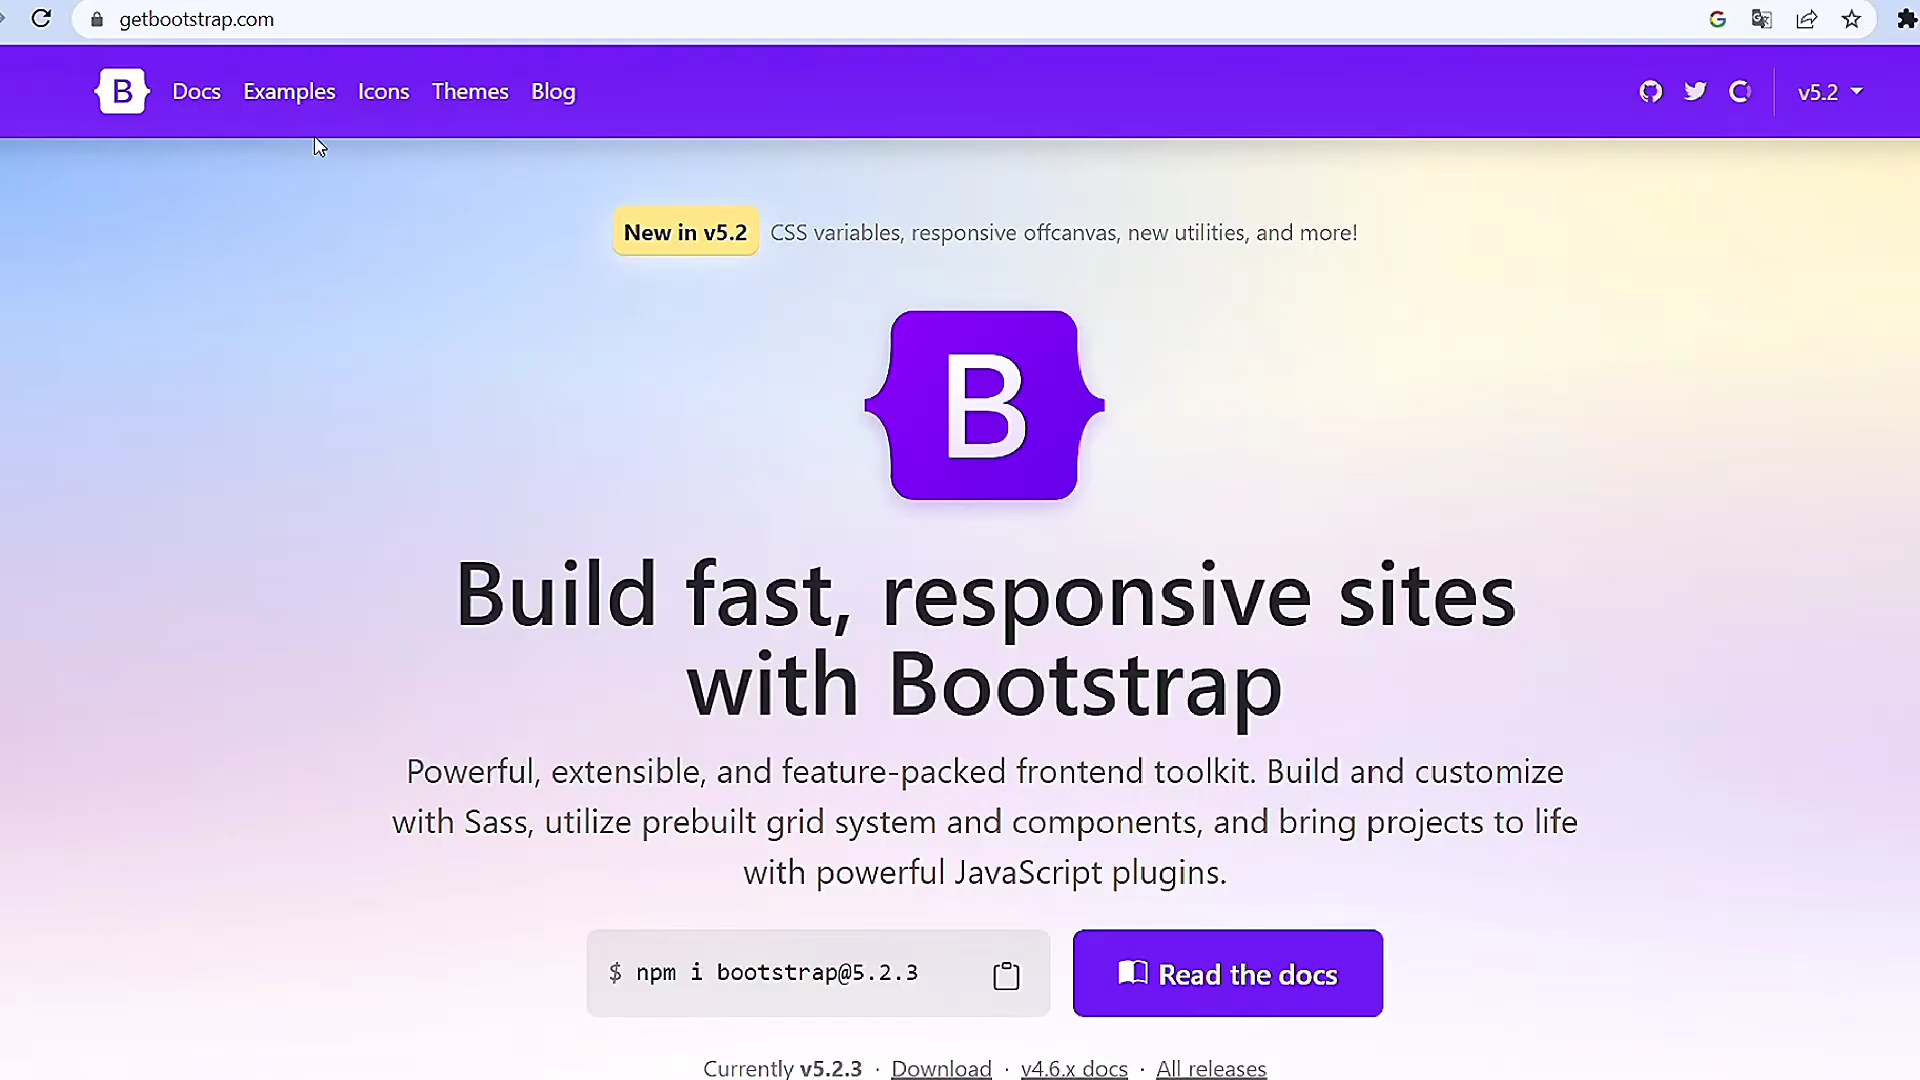 getbootstrap.com
B Docs Examples Icons Themes Blog v5.2
New in v5.2 CSS variables, responsive offcanvas, new utilities, and more!
B
Build fast, responsive sites
with Bootstrap
Powerful, extensible, and feature-packed frontend toolkit. Build and customize
with Sass, utilize prebuilt grid system and components, and bring projects to life
with powerful JavaScript plugins.
$ npm i bootstrap@5.2.3 Read the docs
Currently v5.2.3 · Download · v4.6.x docs · All releases